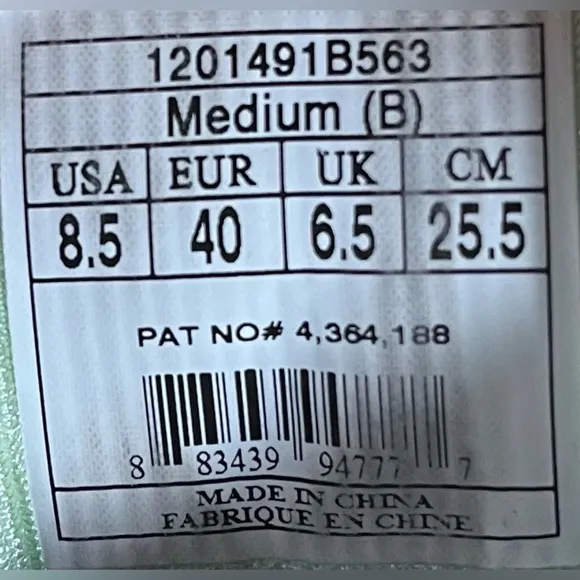 1201491B563
Medium (B)
USA EUR UK CM
8.5 40 6.5 25.5
PAT NO# 4,364,188
8 83439 94777 7
MADE IN CHINA
FABRIQUE EN CHINE